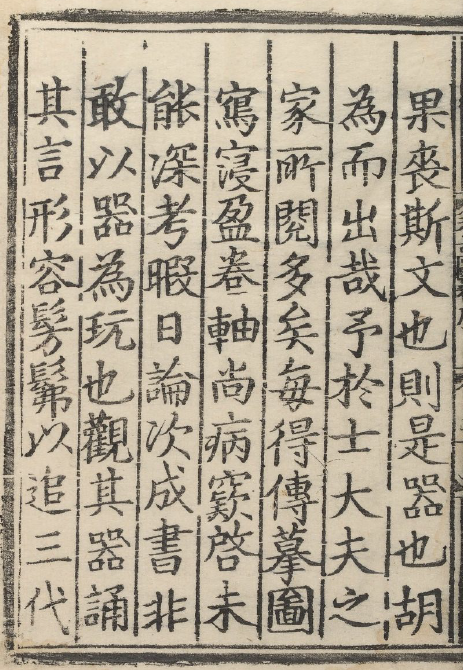 果喪斯文也則是器也胡
為而出哉予於士大夫之
家所閱多矣每得傳摹圖
寫寖盈卷軸尚病窾啓未
能深考暇日論次成書非
敢以器為玩也觀其器誦
其言形容髣髴以追三代